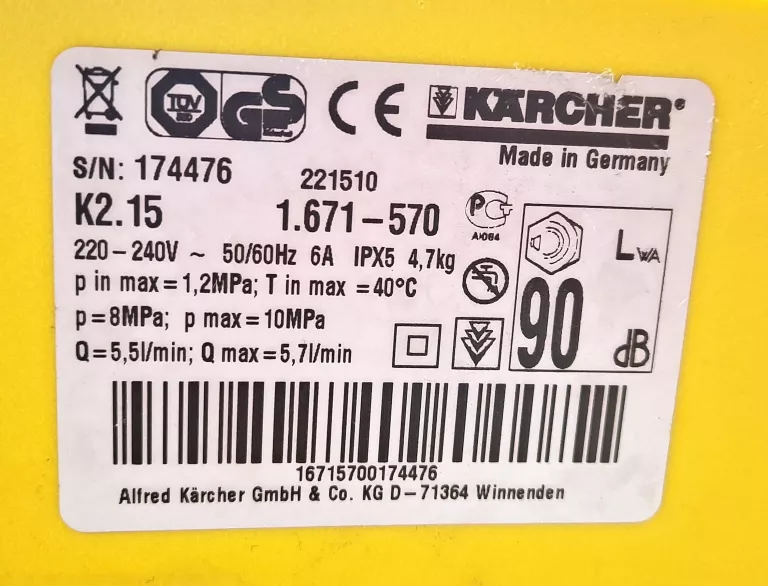 TÜV
GS
CE
KÄRCHER®
Made in Germany
S/N: 174476
221510
K2.15 1.671-570
220-240V ~ 50/60Hz 6A IPX5 4,7kg
p in max=1,2MPa; T in max =40°C
p=8MPa; p max=10MPa
Q=5,5l/min; Q max=5,7l/min
PC
LWA
90
dB
16715700174476
Alfred Kärcher GmbH & Co. KG D-71364 Winnenden